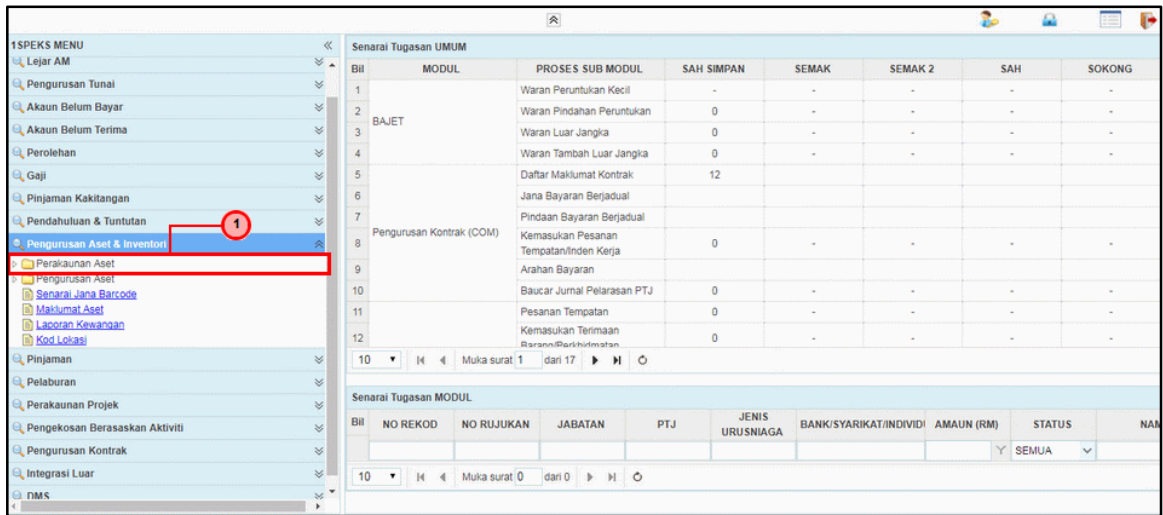 1SPEKS MENU
Lejar AM
Pengurusan Tunai
Akaun Belum Bayar
Akaun Belum Terima
Perolehan
Gaji
Pinjaman Kakitangan
Pendahuluan & Tuntutan
1
Pengurusan Aset & Inventori
Perakaunan Aset
Pengurusan Aset
Senarai Jana Barcode
Maklumat Aset
Laporan Kewangan
Kod Lokasi
Pinjaman
Pelaburan
Perakaunan Projek
Pengekosan Berasaskan Aktiviti
Pengurusan Kontrak
Integrasi Luar
DMS
Senarai Tugasan UMUM
Bil MODUL PROSES SUB MODUL SAH SIMPAN SEMAK SEMAK 2 SAH SOKONG
1 Waran Peruntukan Kecil - - - - -
2 Waran Pindahan Peruntukan 0 - - - -
BAJET
3 Waran Luar Jangka 0 - - - -
4 Waran Tambah Luar Jangka 0 - - - -
5 Daftar Maklumat Kontrak 12
6 Jana Bayaran Berjadual
7 Pindaan Bayaran Berjadual
Pengurusan Kontrak (COM)
8 Kemasukan Pesanan
Tempatan/Inden Kerja 0 - - - -
9 Arahan Bayaran
10 Baucar Jurnal Pelarasan PTJ 0 - - - -
11 Pesanan Tempatan 0 - - - -
12 Kemasukan Terimaan
Barang/Perkhidmatan 0 - - - -
10 Muka surat 1 dari 17
Senarai Tugasan MODUL
Bil NO REKOD NO RUJUKAN JABATAN PTJ JENIS
URUSNIAGA BANK/SYARIKAT/INDIVIDU AMAUN (RM) STATUS NAM
SEMUA
10 Muka surat 0 dari 0